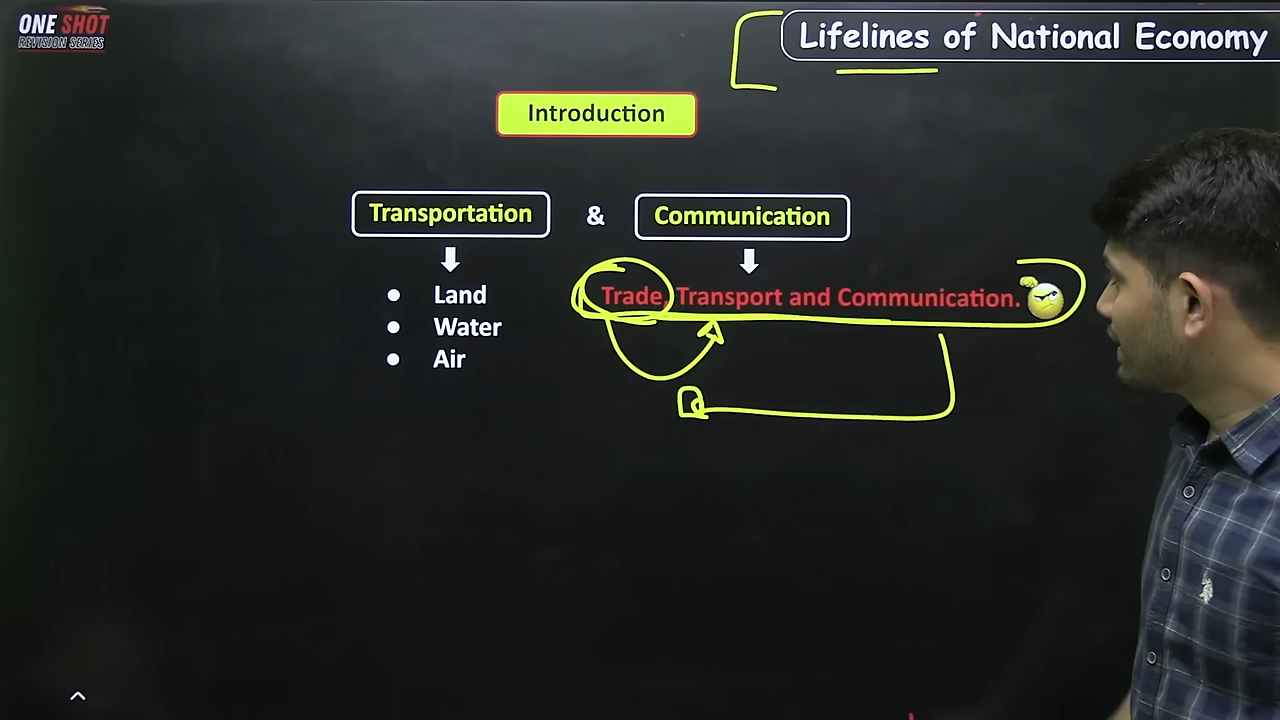 ONE SHOT
REVISION SERIES
Lifelines of National Economy
Introduction
Transportation & Communication
Trade, Transport and Communication.
• Land
• Water
• Air